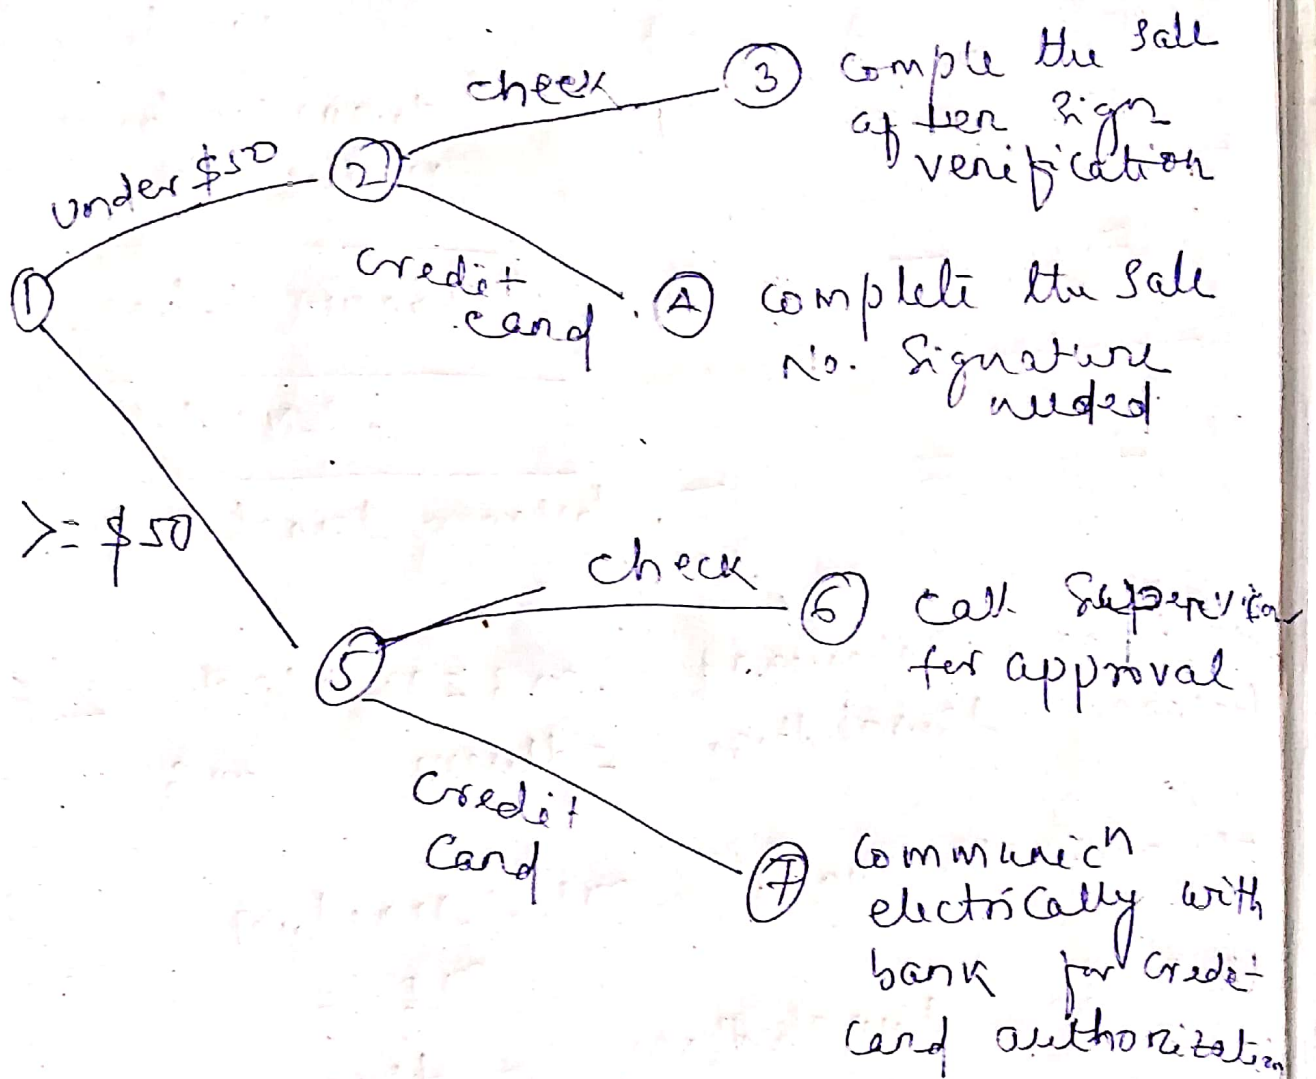 check
3
comple the sale
after sign
verification
under $50
2
1
credit
card
4
complete the sale
No. Signature
needed
>= $50
check
6
call Supervisor
for approval
5
credit
card
7
communicn
electrically with
bank for credit
card authorization